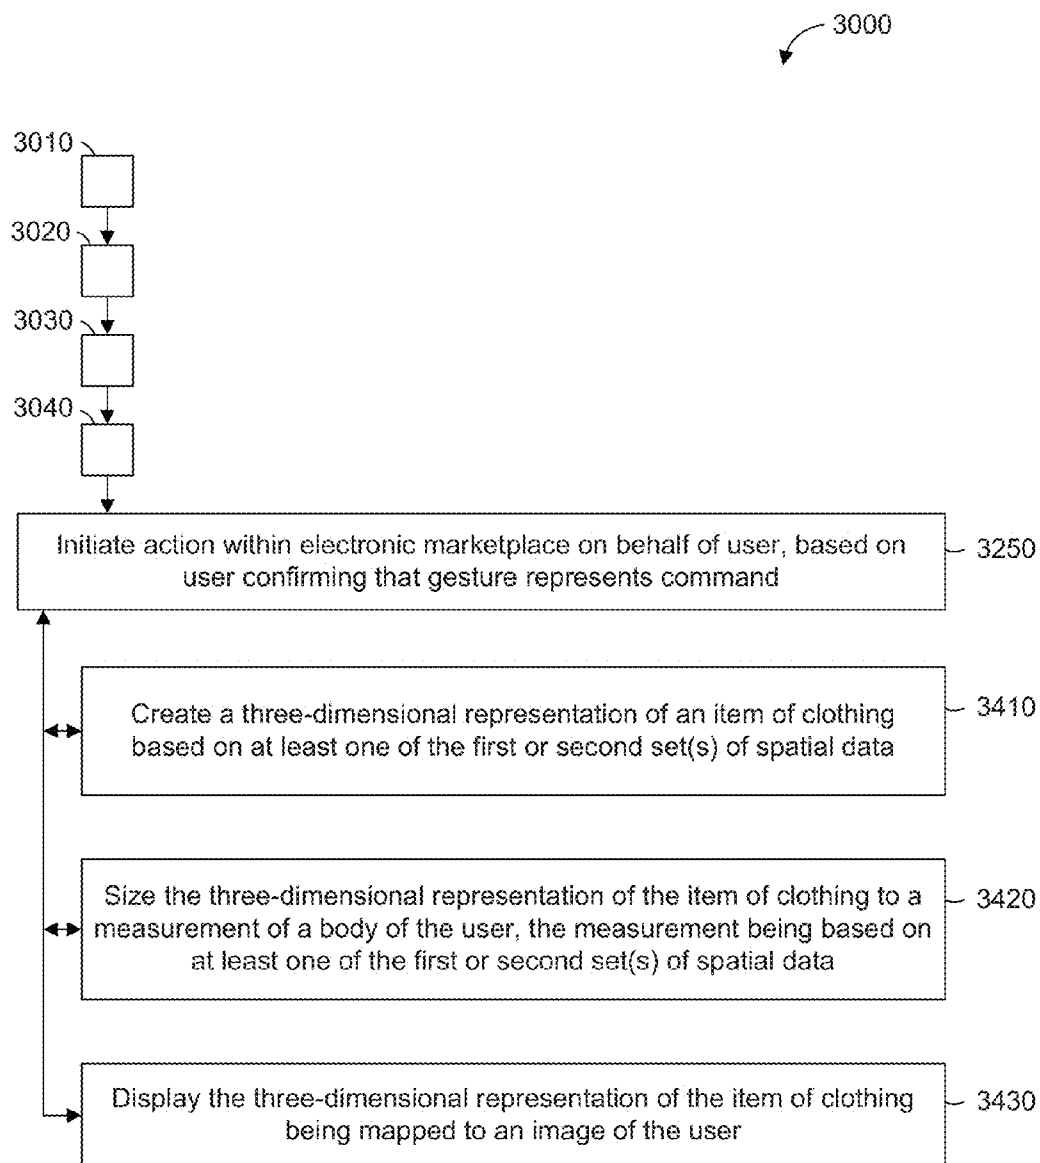 3000
3010
3020
3030
3040
Initiate action within electronic marketplace on behalf of user, based on
user confirming that gesture represents command
3250
Create a three-dimensional representation of an item of clothing
based on at least one of the first or second set(s) of spatial data
3410
Size the three-dimensional representation of the item of clothing to a
measurement of a body of the user, the measurement being based on
at least one of the first or second set(s) of spatial data
3420
Display the three-dimensional representation of the item of clothing
being mapped to an image of the user
3430